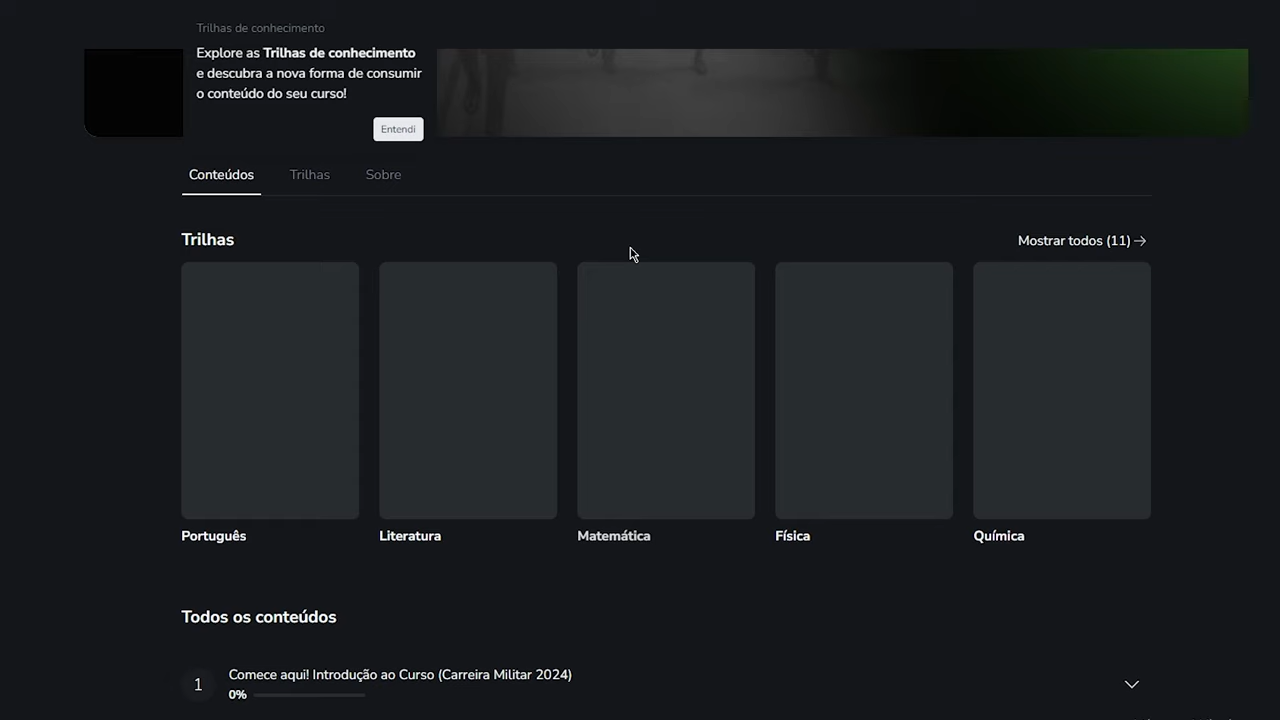 Trilhas de conhecimento
Explore as Trilhas de conhecimento
e descubra a nova forma de consumir
o conteúdo do seu curso!
Entendi
Conteúdos
Trilhas
Sobre
Trilhas
Mostrar todos (11)
Português
Literatura
Matemática
Física
Química
Todos os conteúdos
1
Comece aqui! Introdução ao Curso (Carreira Militar 2024)
0%